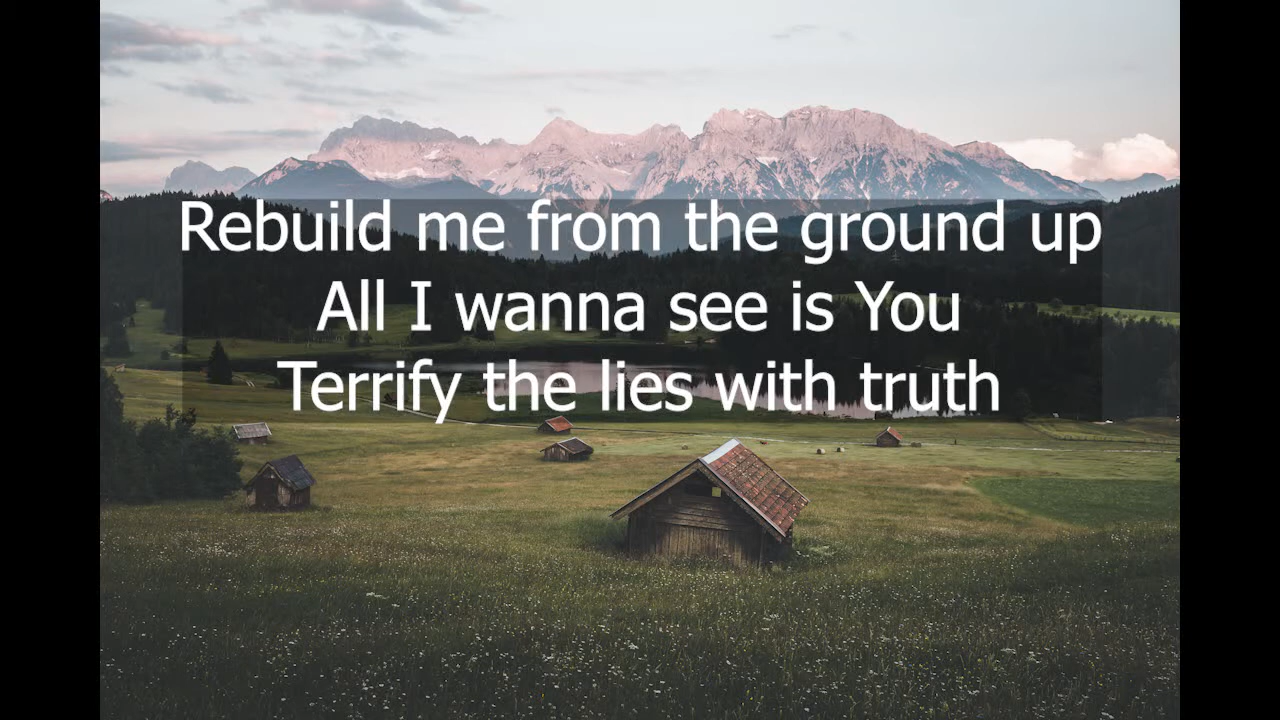 Rebuild me from the ground up
All I wanna see is You
Terrify the lies with truth